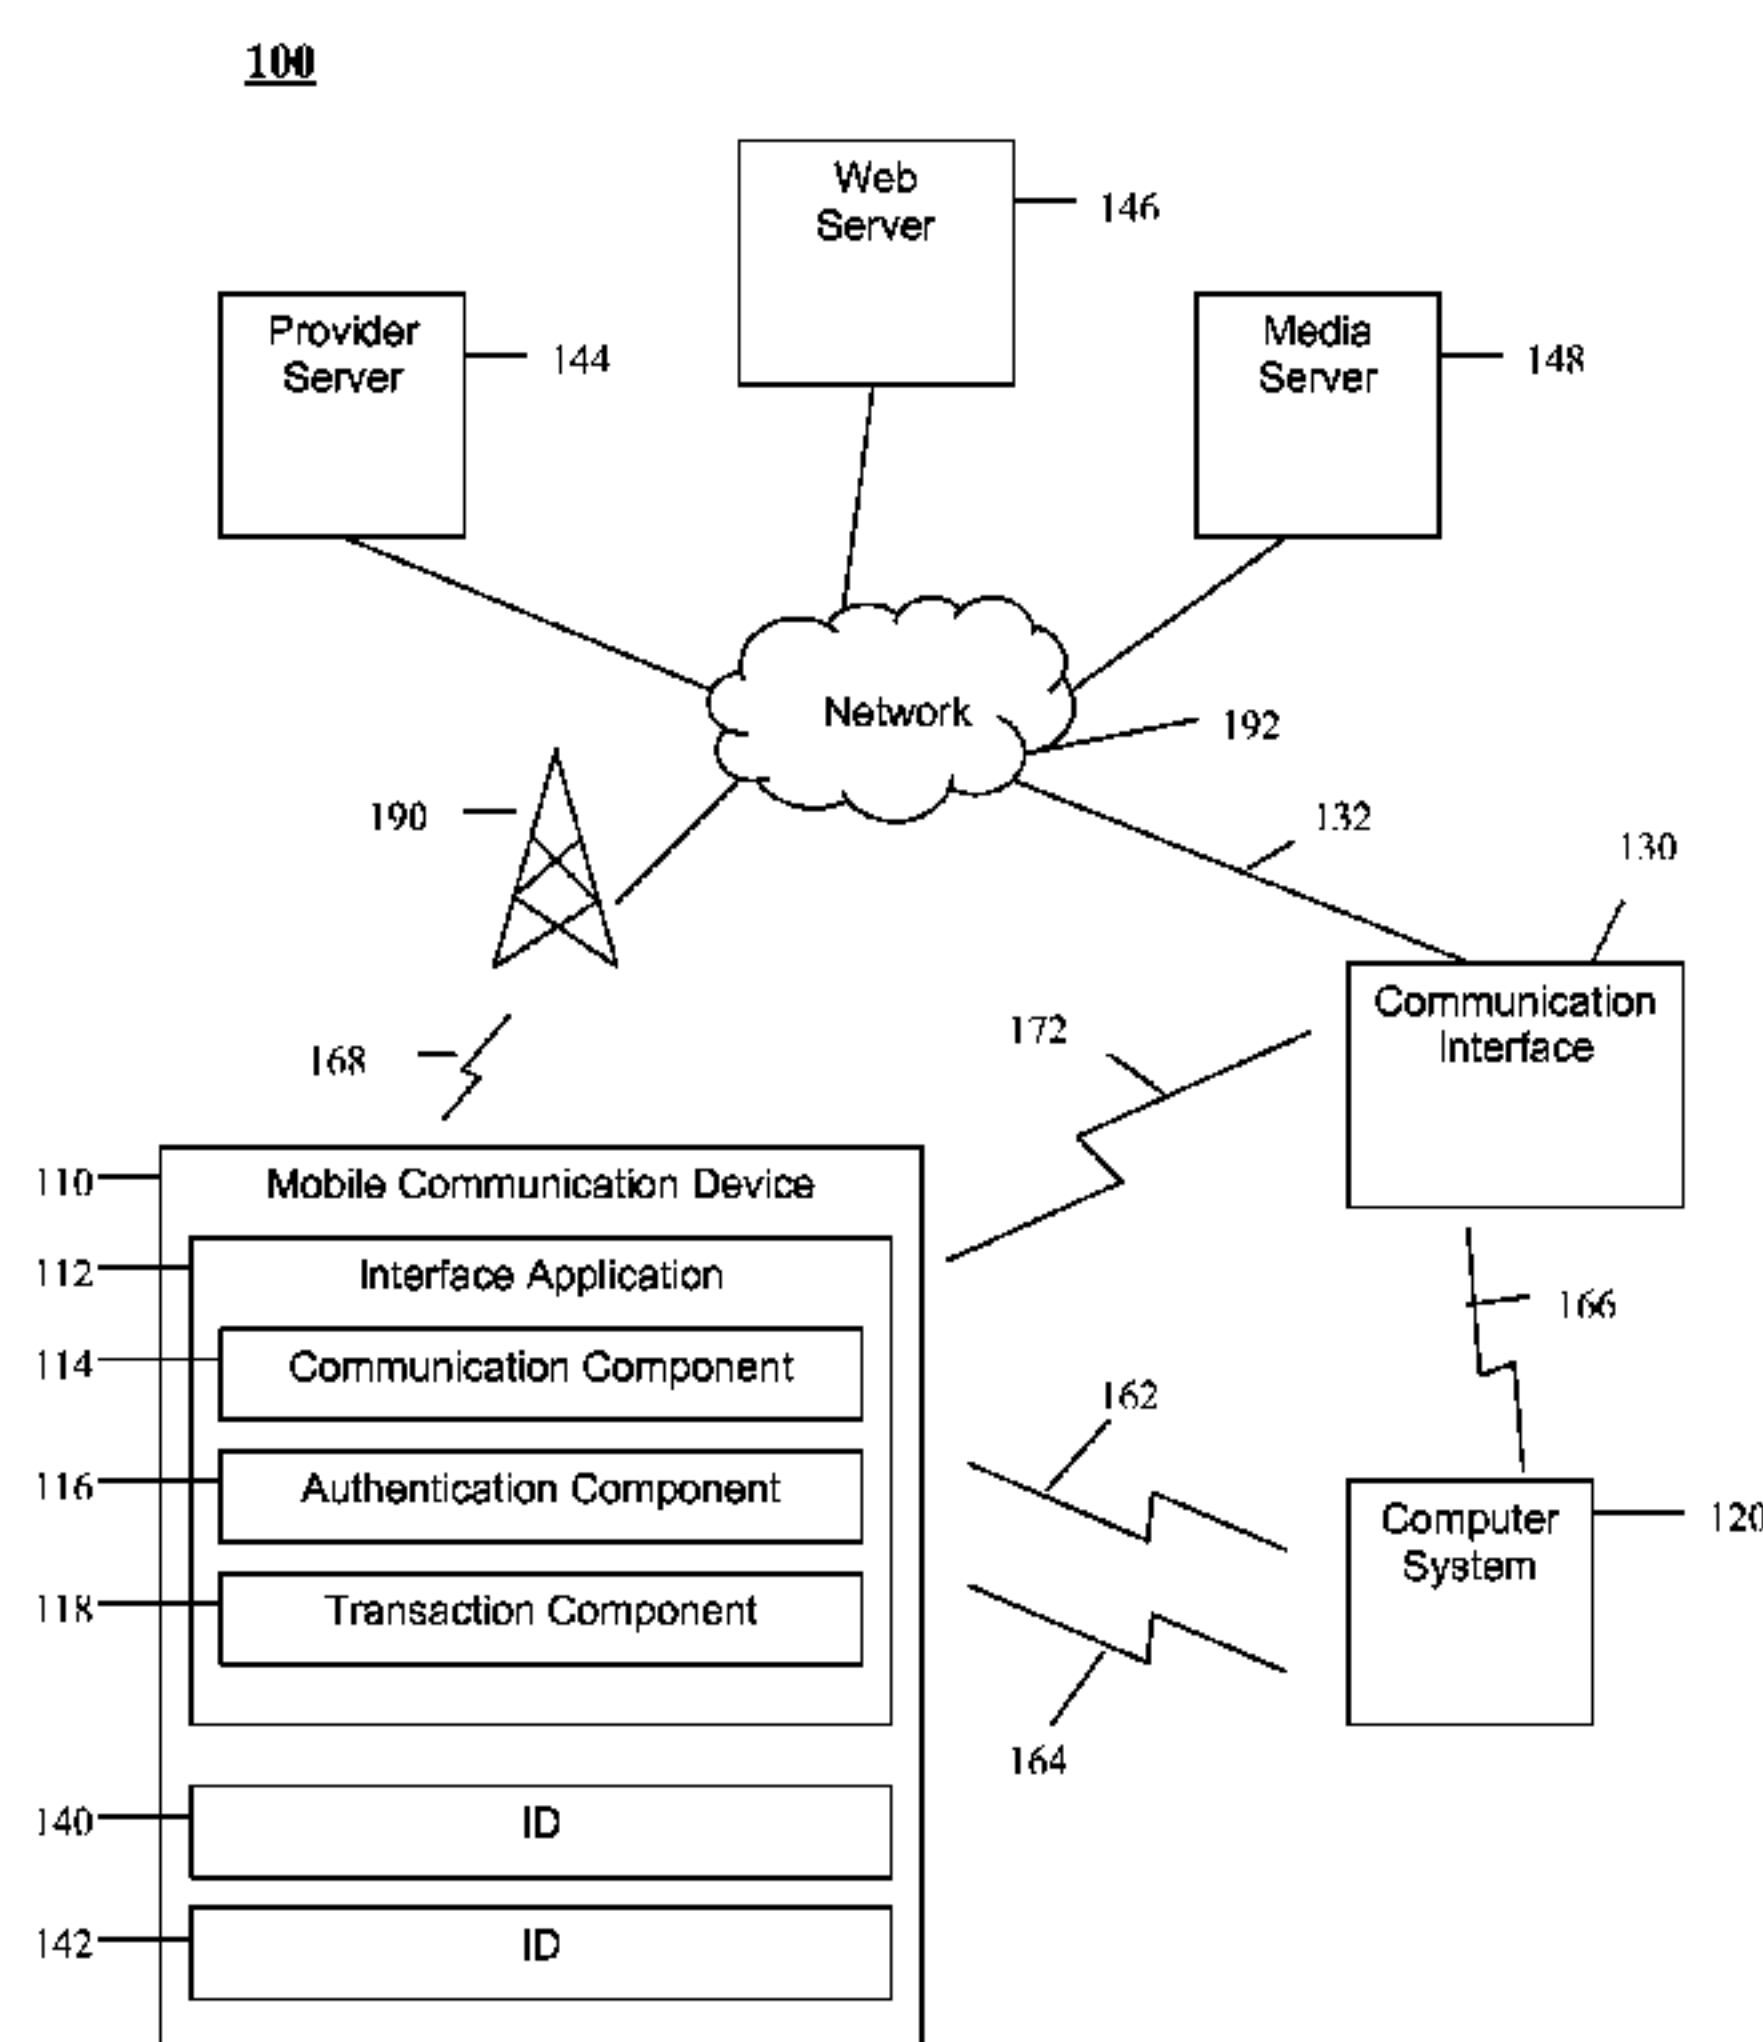 100
Web
Server
146
Provider
Server
144
Media
Server
148
Network
192
190
132
130
Communication
Interface
172
168
110
Mobile Communication Device
112
Interface Application
166
114
Communication Component
162
116
Authentication Component
Computer
System
120
118
Transaction Component
164
140
ID
142
ID